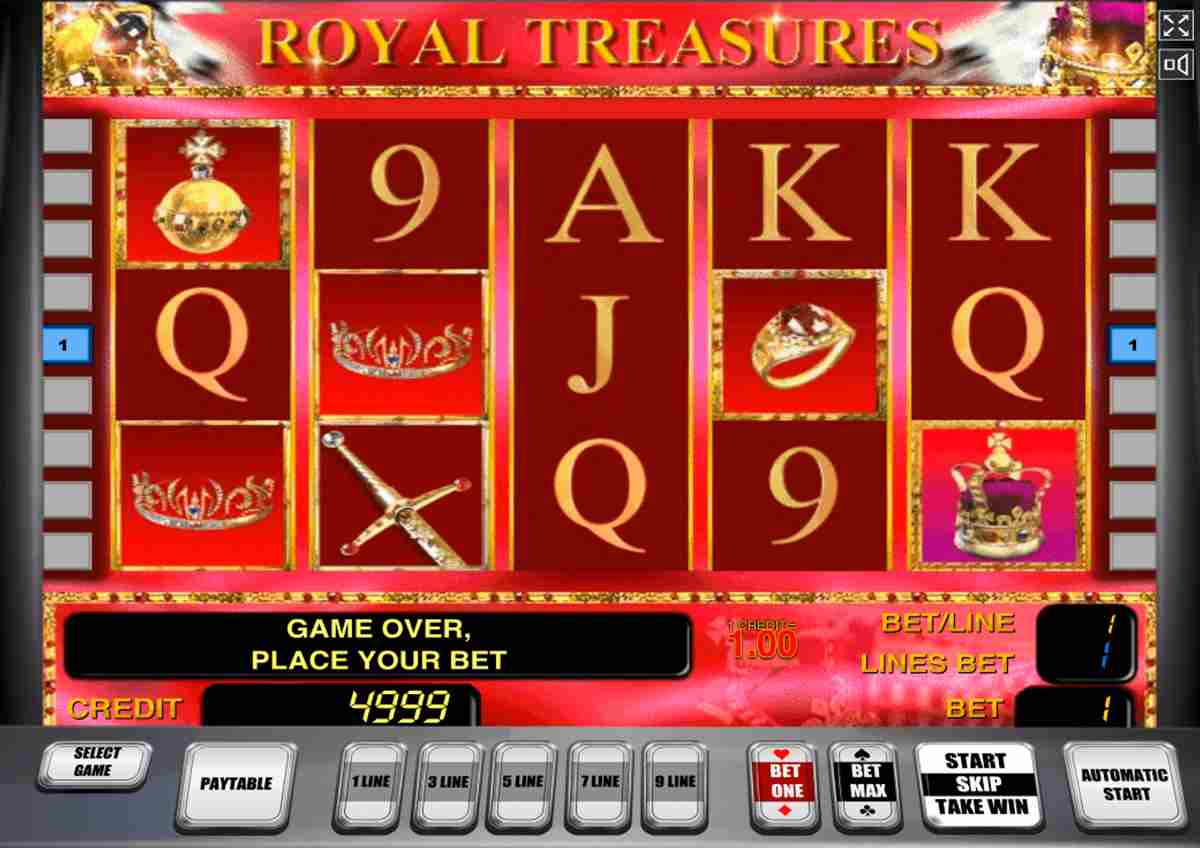 ROYAL TREASURES
9 A K K
Q J Q
1 1
Q 9
GAME OVER,
PLACE YOUR BET
1 CREDIT=
1.00
BET/LINE 1
LINES BET 1
CREDIT 4999
BET 1
SELECT
GAME
PAYTABLE
1 LINE
3 LINE
5 LINE
7 LINE
9 LINE
BET
ONE
BET
MAX
START
SKIP
TAKE WIN
AUTOMATIC
START